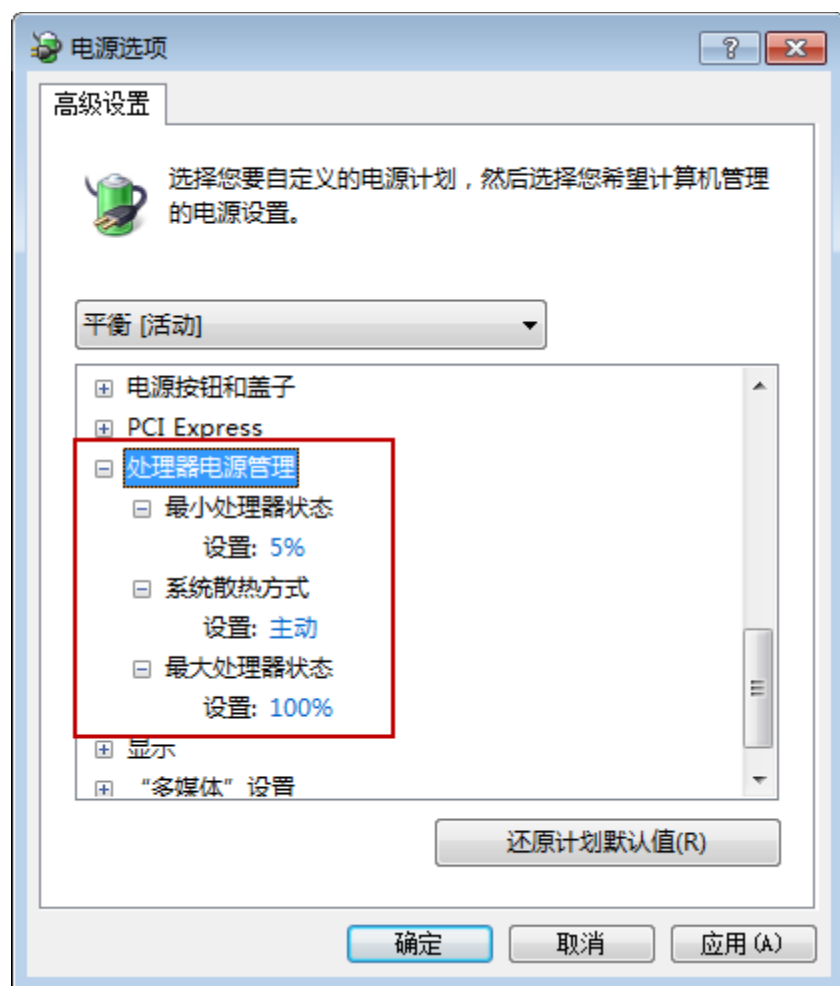 电源选项
高级设置
选择您要自定义的电源计划，然后选择您希望计算机管理
的电源设置。
平衡 [活动]
电源按钮和盖子
PCI Express
处理器电源管理
最小处理器状态
设置: 5%
系统散热方式
设置: 主动
最大处理器状态
设置: 100%
显示
“多媒体”设置
还原计划默认值(R)
确定 取消 应用(A)